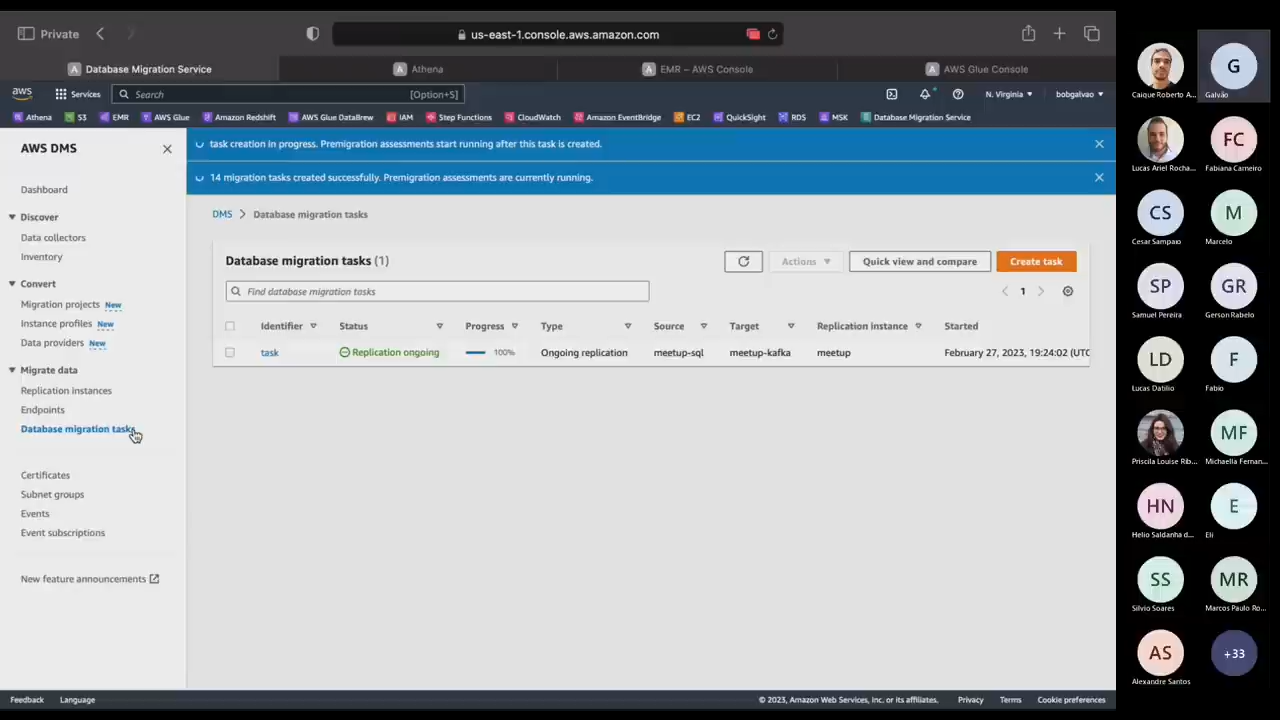 Private
us-east-1.console.aws.amazon.com
Database Migration Service
Athena
EMR – AWS Console
AWS Glue Console
aws
Services
Search
[Option+S]
N. Virginia
bobgalvao
Athena
S3
EMR
AWS Glue
Amazon Redshift
AWS Glue DataBrew
IAM
Step Functions
CloudWatch
Amazon EventBridge
EC2
QuickSight
RDS
MSK
Database Migration Service
AWS DMS
Dashboard
Discover
Data collectors
Inventory
Convert
Migration projects New
Instance profiles New
Data providers New
Migrate data
Replication instances
Endpoints
Database migration tasks
Certificates
Subnet groups
Events
Event subscriptions
New feature announcements
task creation in progress. Premigration assessments start running after this task is created.
14 migration tasks created successfully. Premigration assessments are currently running.
DMS > Database migration tasks
Database migration tasks (1)
Actions
Quick view and compare
Create task
Find database migration tasks
1
Identifier Status Progress Type Source Target Replication instance Started
task Replication ongoing 100% Ongoing replication meetup-sql meetup-kafka meetup February 27, 2023, 19:24:02 (UTC
Feedback
Language
© 2023, Amazon Web Services, Inc. or its affiliates.
Privacy
Terms
Cookie preferences
G
Caique Roberto A...
Galvão
FC
Lucas Ariel Rocha...
Fabiana Carneiro
CS
M
Cesar Sampaio
Marcelo
SP
GR
Samuel Pereira
Gerson Rabelo
LD
F
Lucas Datilio
Fabio
MF
Priscila Louise Rib...
Michaella Fernan...
HN
E
Helio Saldanha d...
Eli
SS
MR
Silvio Soares
Marcos Paulo Ro...
AS
+33
Alexandre Santos